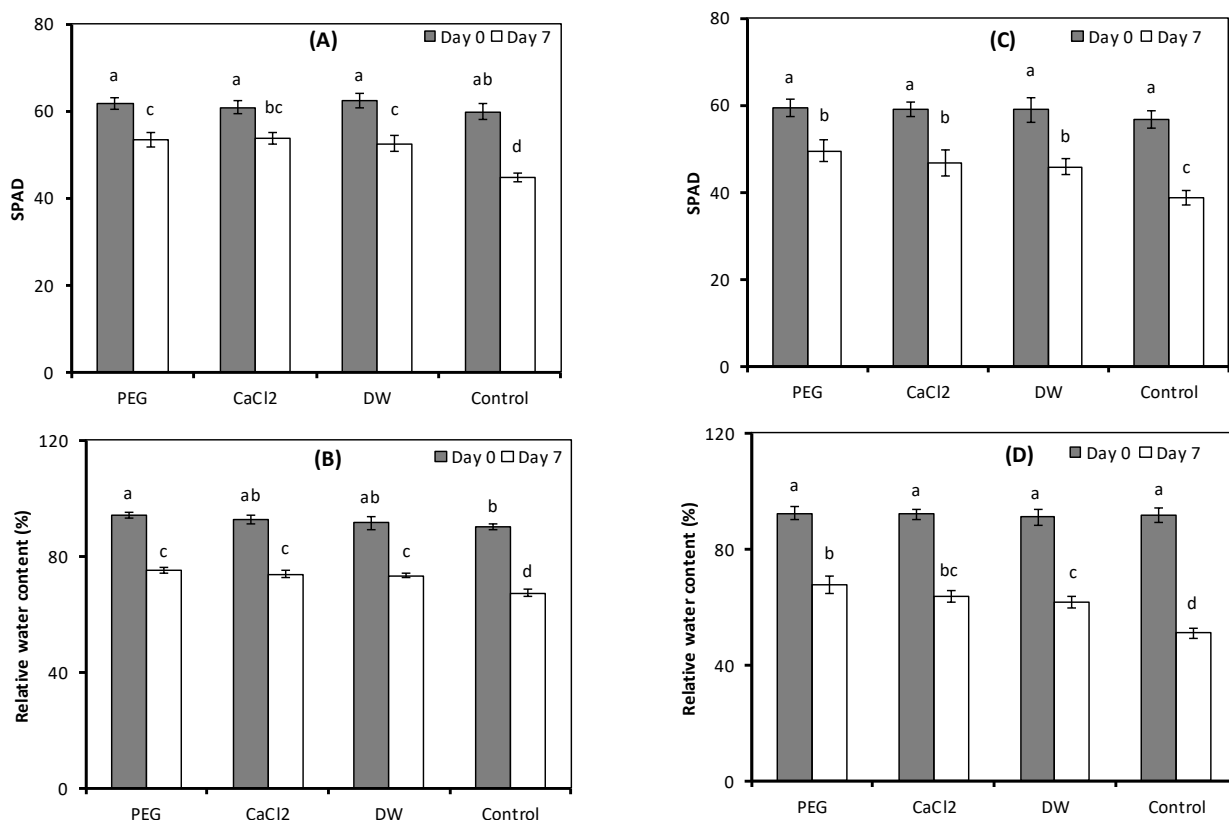 80
60
40
20
0
SPAD
(A)
Day 0 Day 7
a c a bc a c ab d
PEG CaCl2 DW Control
80
60
40
20
0
SPAD
(C)
Day 0 Day 7
a b a b a b a c
PEG CaCl2 DW Control
120
80
40
0
Relative water content (%)
(B)
Day 0 Day 7
a c ab c ab c b d
PEG CaCl2 DW Control
120
80
40
0
Relative water content (%)
(D)
Day 0 Day 7
a b a bc a c a d
PEG CaCl2 DW Control